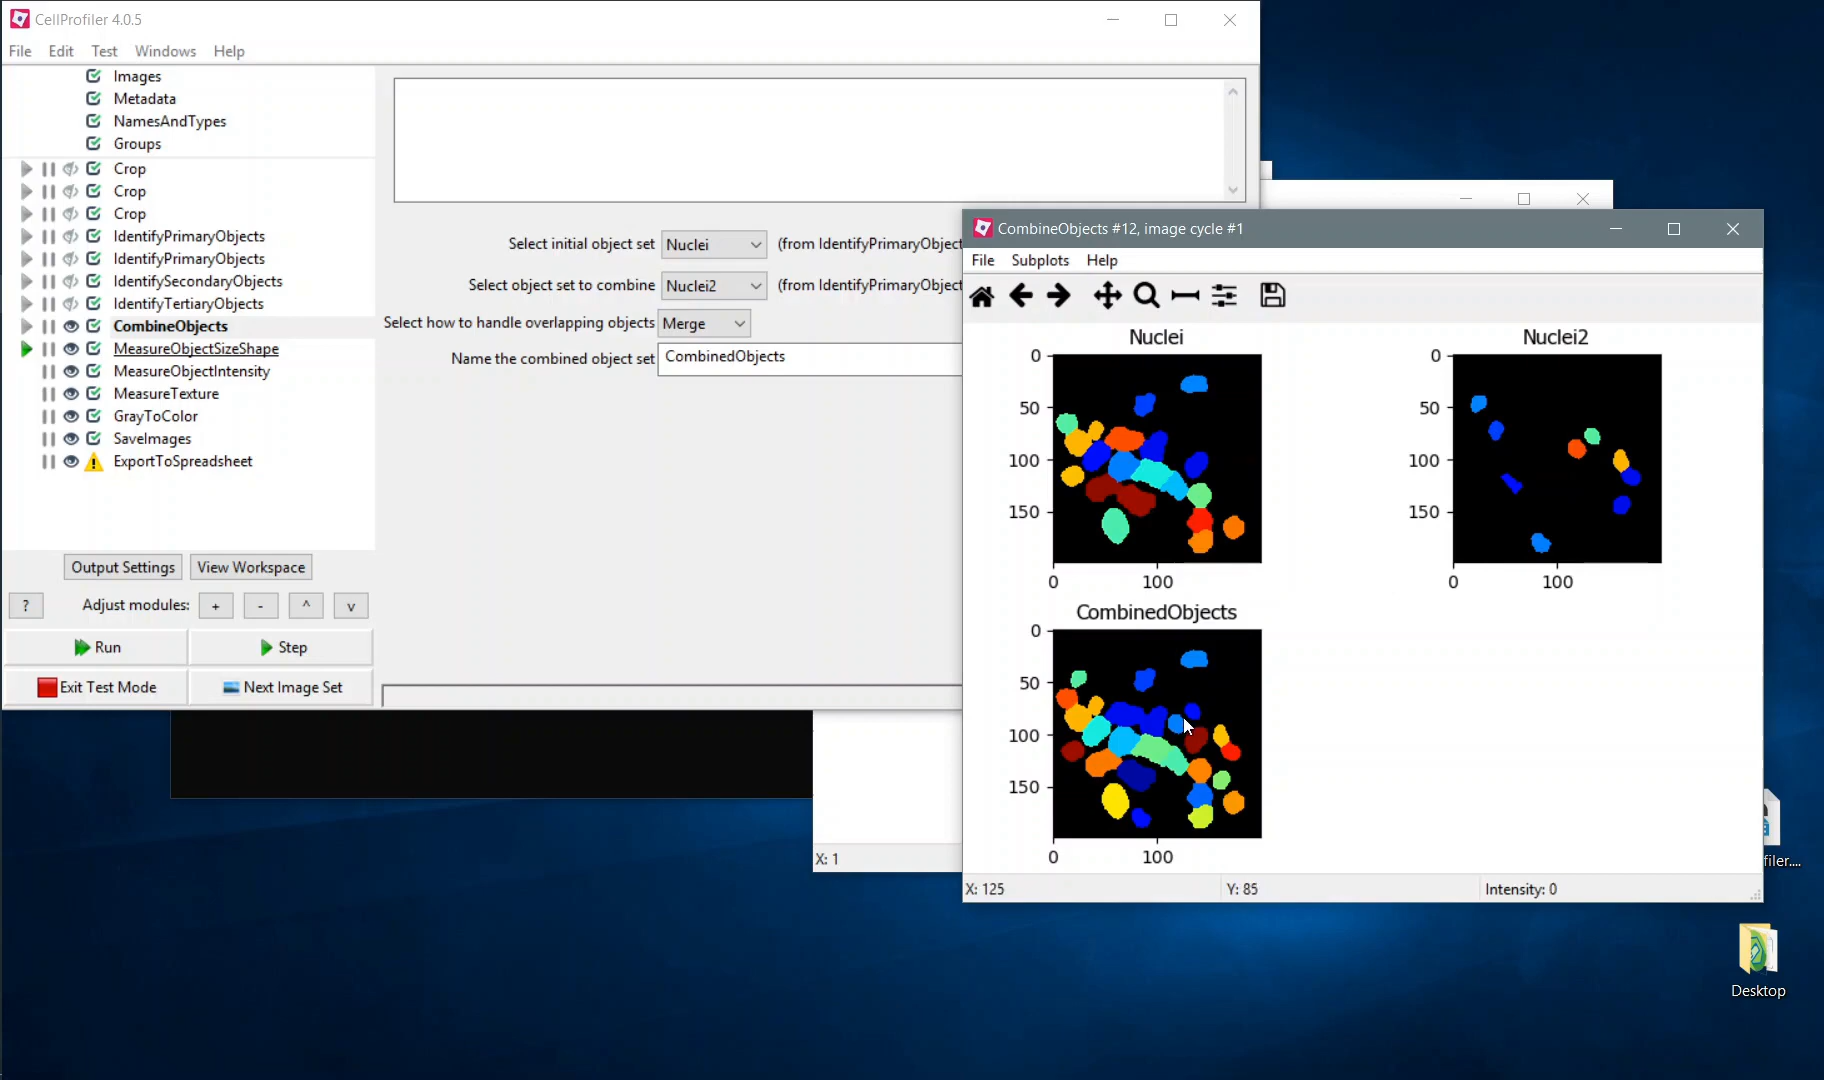 CellProfiler 4.0.5
File Edit Test Windows Help
Images
Metadata
NamesAndTypes
Groups
Crop
Crop
Crop
IdentifyPrimaryObjects
IdentifyPrimaryObjects
IdentifySecondaryObjects
IdentifyTertiaryObjects
CombineObjects
MeasureObjectSizeShape
MeasureObjectIntensity
MeasureTexture
GrayToColor
SaveImages
ExportToSpreadsheet
Output Settings View Workspace
? Adjust modules: + - ^ v
Run Step
Exit Test Mode Next Image Set
Select initial object set Nuclei (from IdentifyPrimaryObject
Select object set to combine Nuclei2 (from IdentifyPrimaryObject
Select how to handle overlapping objects Merge
Name the combined object set CombinedObjects
X: 1
CombineObjects #12, image cycle #1
File Subplots Help
Nuclei
0
50
100
150
0 100
Nuclei2
0
50
100
150
0 100
CombinedObjects
0
50
100
150
0 100
X: 125 Y: 85 Intensity: 0
filer....
Desktop